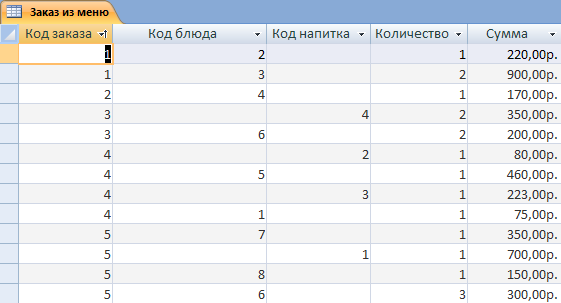 Заказ из меню
Код заказа Код блюда Код напитка Количество Сумма
1 2 1 220,00р.
1 3 2 900,00р.
2 4 1 170,00р.
3 4 2 350,00р.
3 6 2 200,00р.
4 2 1 80,00р.
4 5 1 460,00р.
4 3 1 223,00р.
4 1 1 75,00р.
5 7 1 350,00р.
5 1 1 700,00р.
5 8 1 150,00р.
5 6 3 300,00р.